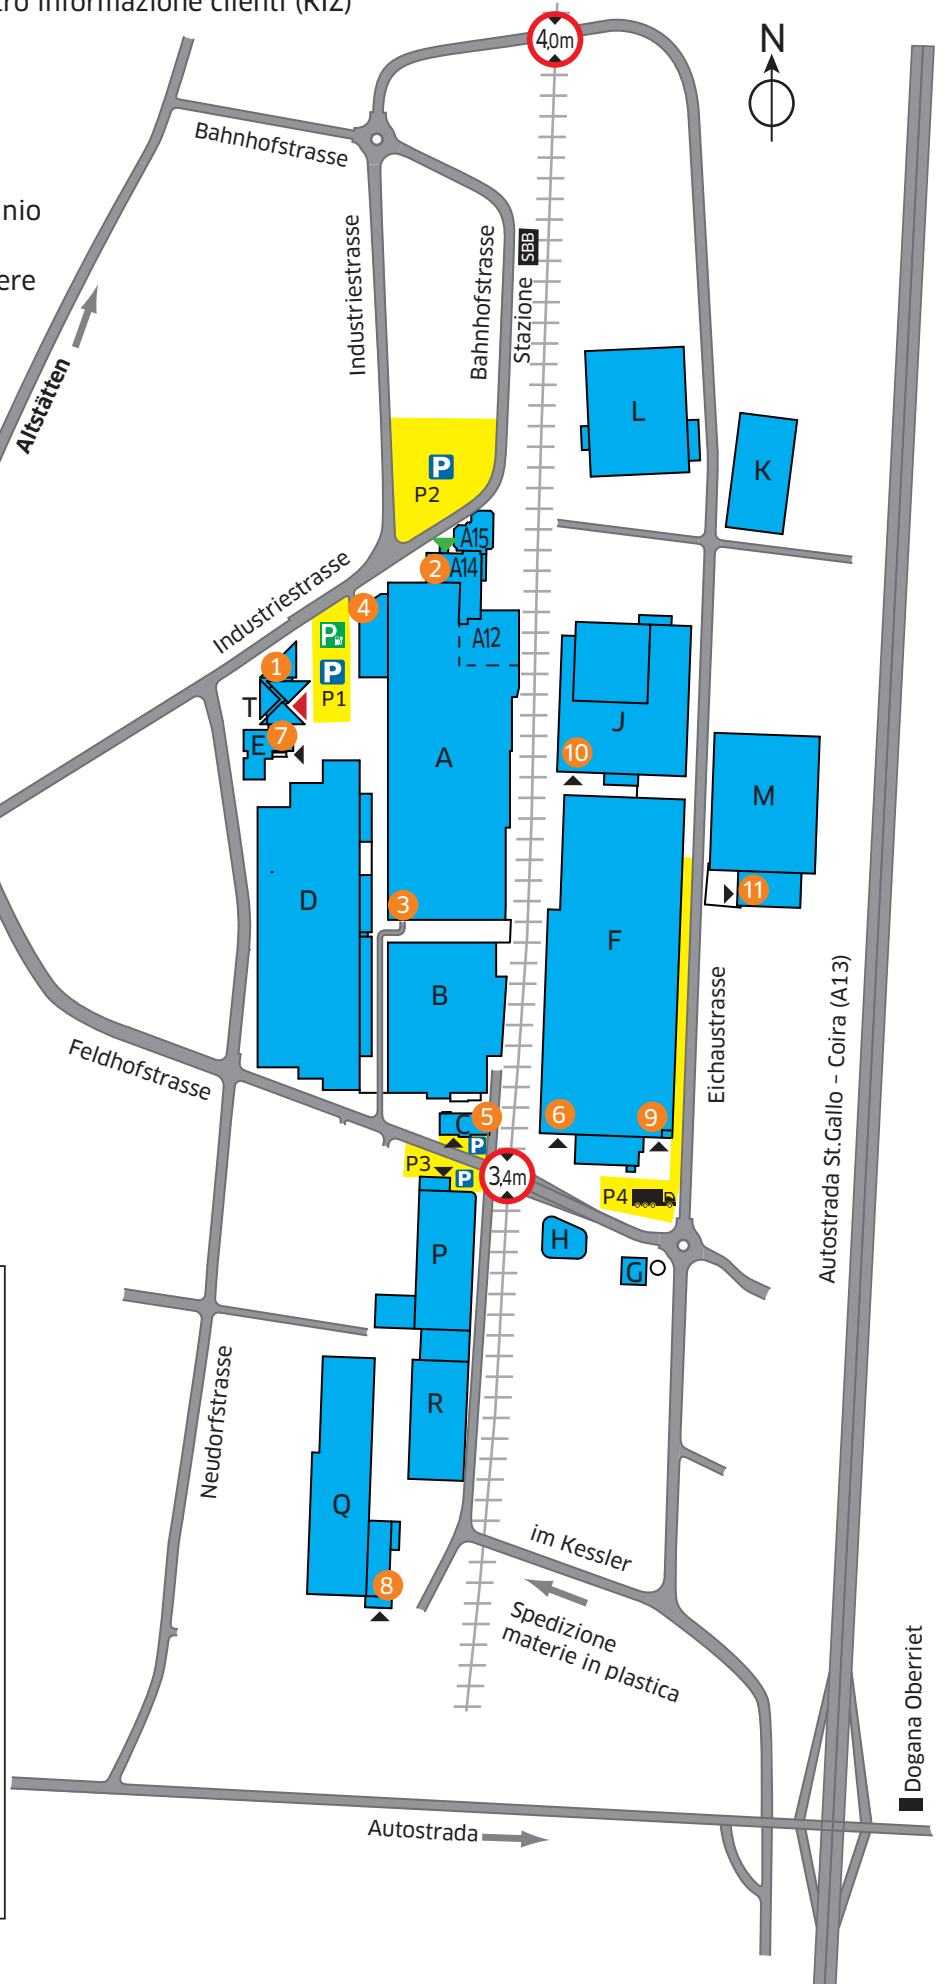 tro informazione clienti (RIZ)
4,0m
N
Bahnhofstrasse
nio
ere
Industriestrasse
Bahnhofstrasse
SBB
Stazione
Altstätten
L
K
P
P2
A15
2
A14
Industriestrasse
4
P
A12
1
P
P1
T
7
E
J
10
A
M
D
3
11
F
B
Eichaustrasse
Autostrada St.Gallo – Coira (A13)
Feldhofstrasse
5
6
9
C
P
P3
P
3,4m
P4
H
G
P
R
Neudorfstrasse
Q
im Kessler
8
Spedizione
materie in plastica
Dogana Oberriet
Autostrada